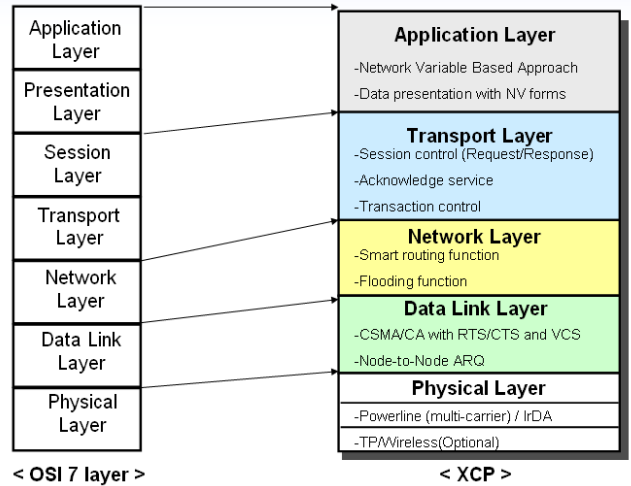 Application
Layer
Presentation
Layer
Session
Layer
Transport
Layer
Network
Layer
Data Link
Layer
Physical
Layer
< OSI 7 layer >
Application Layer
-Network Variable Based Approach
-Data presentation with NV forms
Transport Layer
-Session control (Request/Response)
-Acknowledge service
-Transaction control
Network Layer
-Smart routing function
-Flooding function
Data Link Layer
-CSMA/CA with RTS/CTS and VCS
-Node-to-Node ARQ
Physical Layer
-Powerline (multi-carrier) / IrDA
-TP/Wireless(Optional)
< XCP >